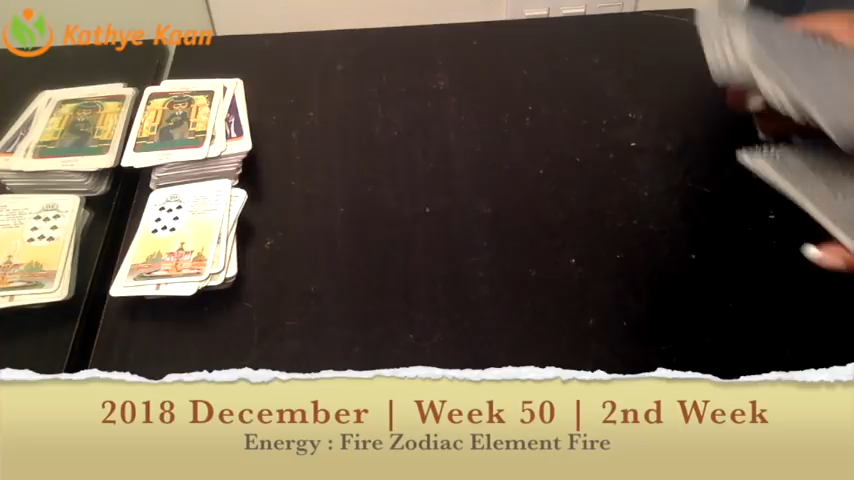 Kathye Kaan
2018 December | Week 50 | 2nd Week
Energy : Fire Zodiac Element Fire